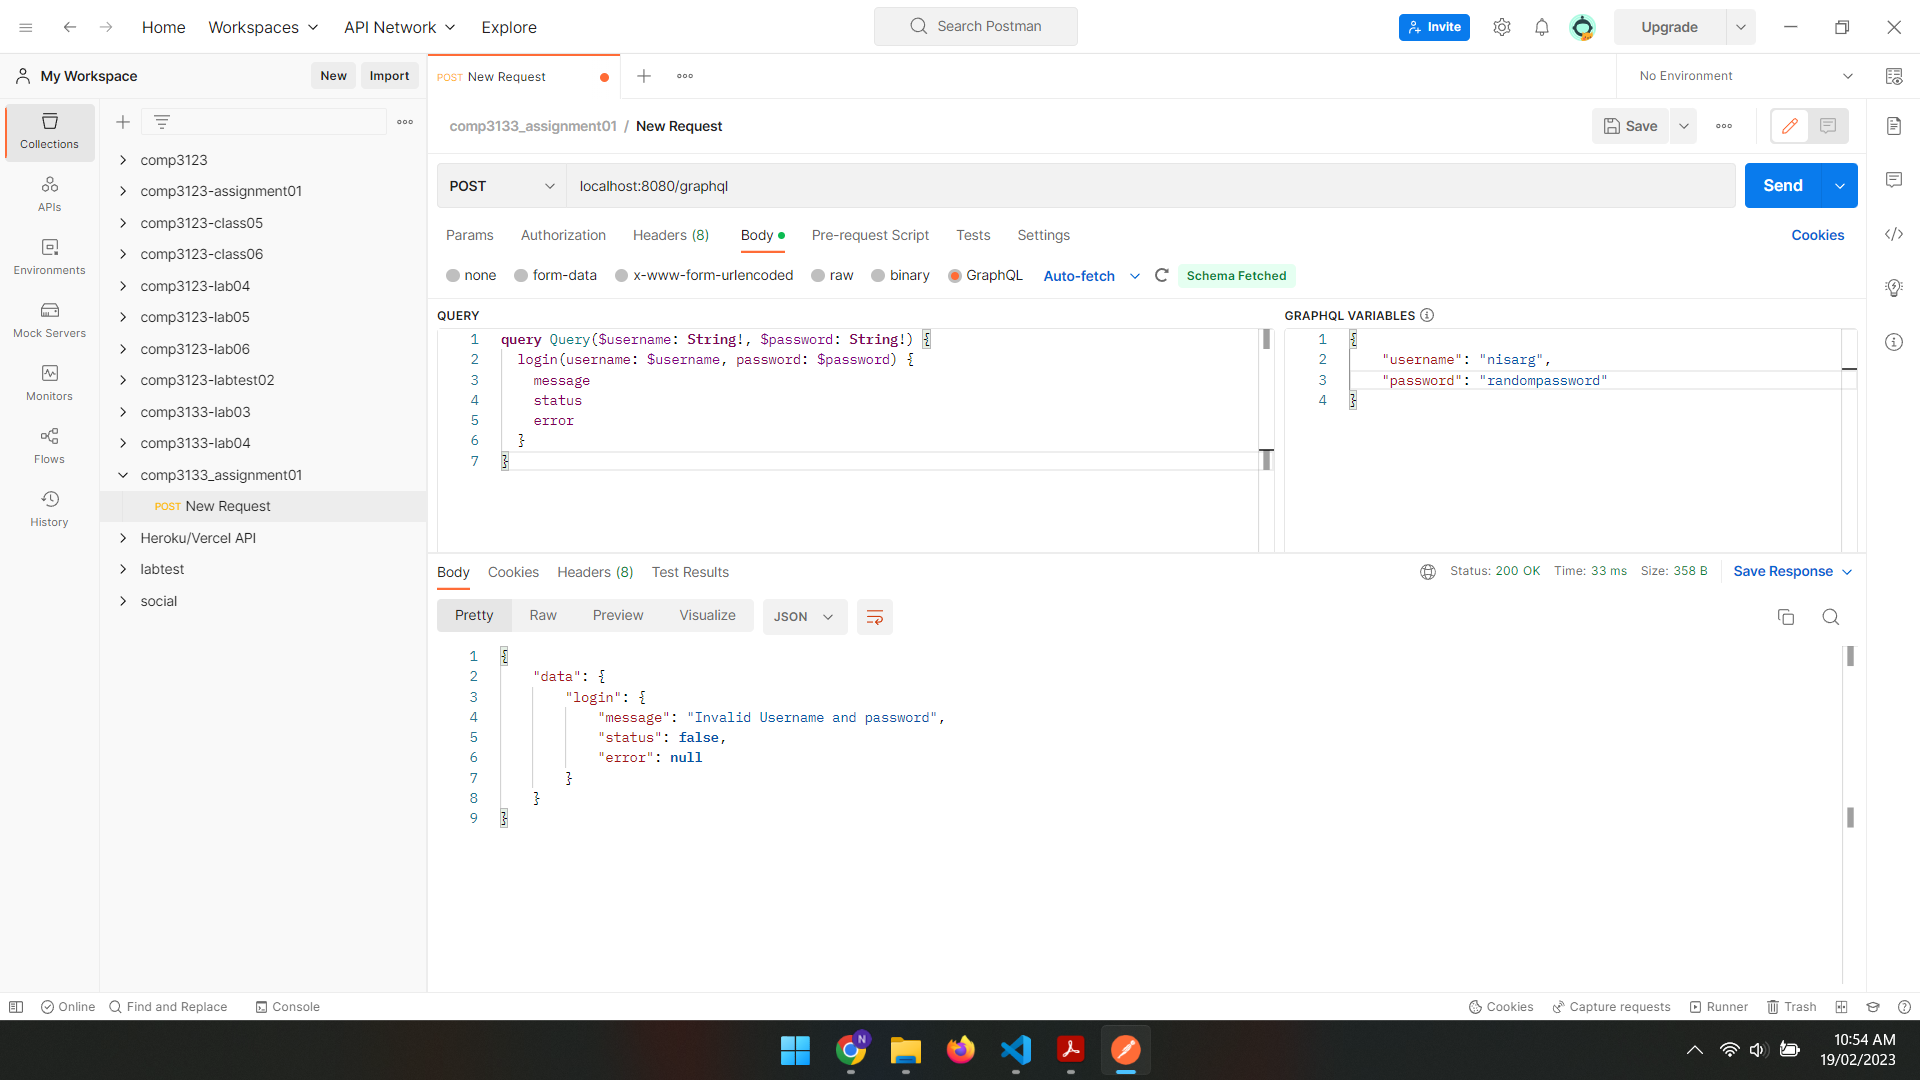 Home
Workspaces
API Network
Explore
Search Postman
Invite
Upgrade
My Workspace
New
Import
POST New Request
No Environment
Collections
APIs
Environments
Mock Servers
Monitors
Flows
History
comp3123
comp3123-assignment01
comp3123-class05
comp3123-class06
comp3123-lab04
comp3123-lab05
comp3123-lab06
comp3123-labtest02
comp3133-lab03
comp3133-lab04
comp3133_assignment01
POST New Request
Heroku/Vercel API
labtest
social
comp3133_assignment01 / New Request
Save
POST
localhost:8080/graphql
Send
Params
Authorization
Headers (8)
Body
Pre-request Script
Tests
Settings
Cookies
none
form-data
x-www-form-urlencoded
raw
binary
GraphQL
Auto-fetch
Schema Fetched
QUERY
1 query Query($username: String!, $password: String!) {
2 login(username: $username, password: $password) {
3 message
4 status
5 error
6 }
7 }
GRAPHQL VARIABLES
1 {
2 "username": "nisarg",
3 "password": "randompassword"
4 }
Body
Cookies
Headers (8)
Test Results
Status: 200 OK
Time: 33 ms
Size: 358 B
Save Response
Pretty
Raw
Preview
Visualize
JSON
1 {
2 "data": {
3 "login": {
4 "message": "Invalid Username and password",
5 "status": false,
6 "error": null
7 }
8 }
9 }
Online
Find and Replace
Console
Cookies
Capture requests
Runner
Trash
N
10:54 AM
19/02/2023